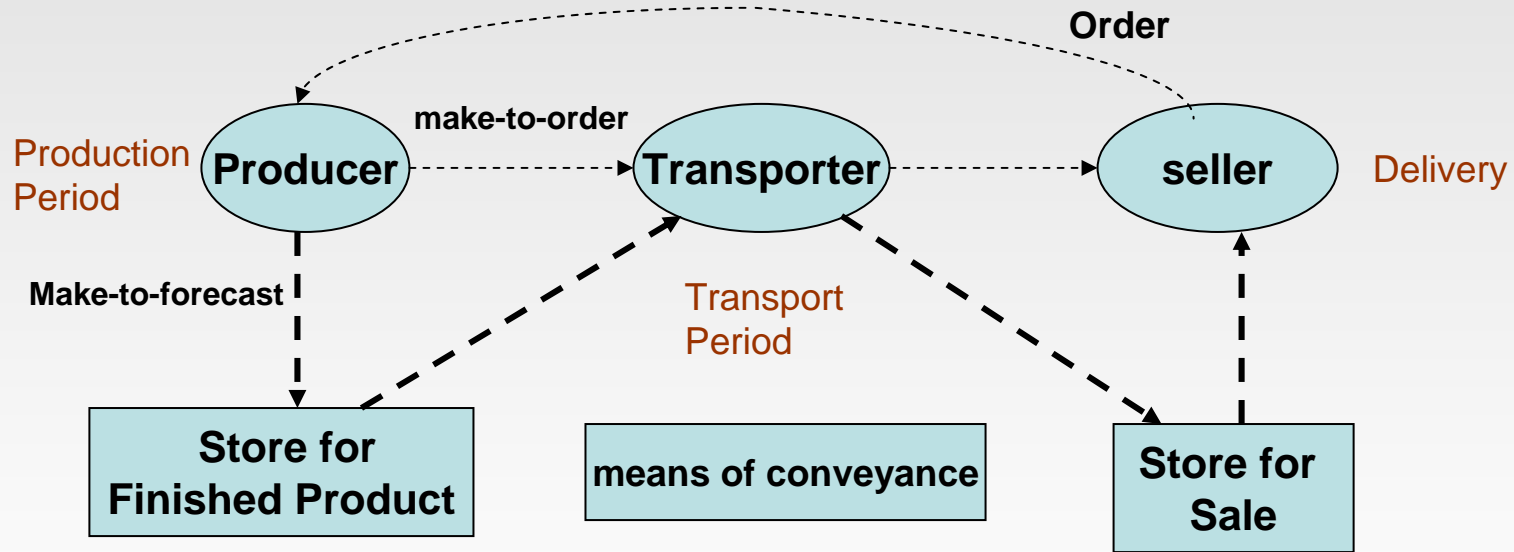 Order
make-to-order
Production
Period
Producer
Transporter
seller
Delivery
Make-to-forecast
Transport
Period
Store for
Finished Product
means of conveyance
Store for
Sale